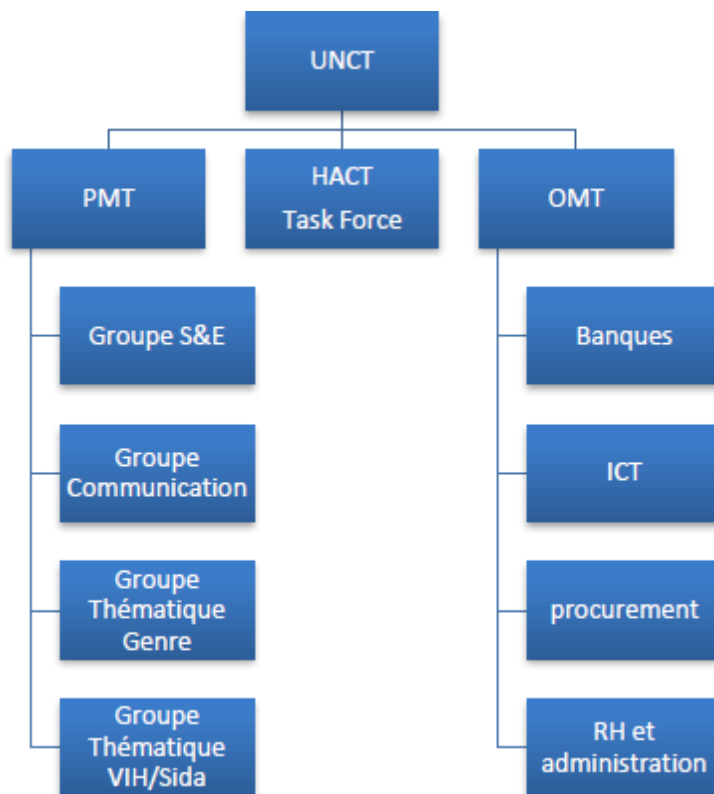 UNCT
PMT
HACT
Task Force
OMT
Groupe S&E
Groupe
Communication
Groupe
Thématique
Genre
Groupe
Thématique
VIH/Sida
Banques
ICT
procurement
RH et
administration